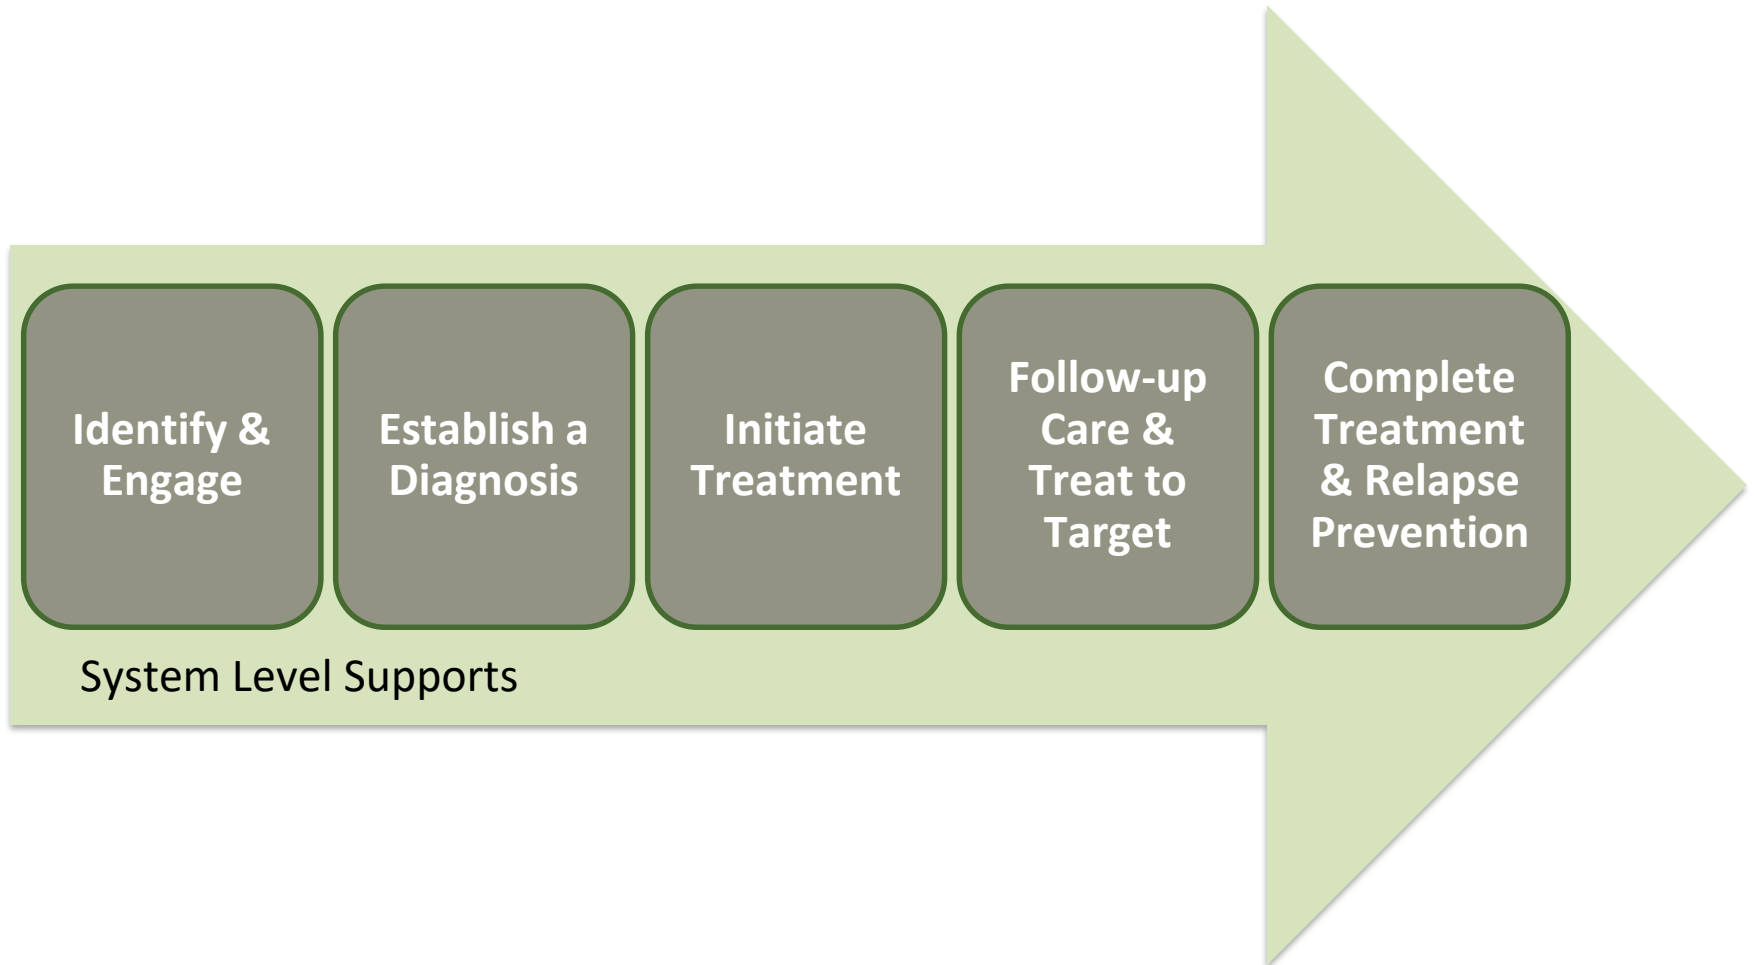 Identify &
Engage
Establish a
Diagnosis
Initiate
Treatment
Follow-up
Care &
Treat to
Target
Complete
Treatment
& Relapse
Prevention
System Level Supports